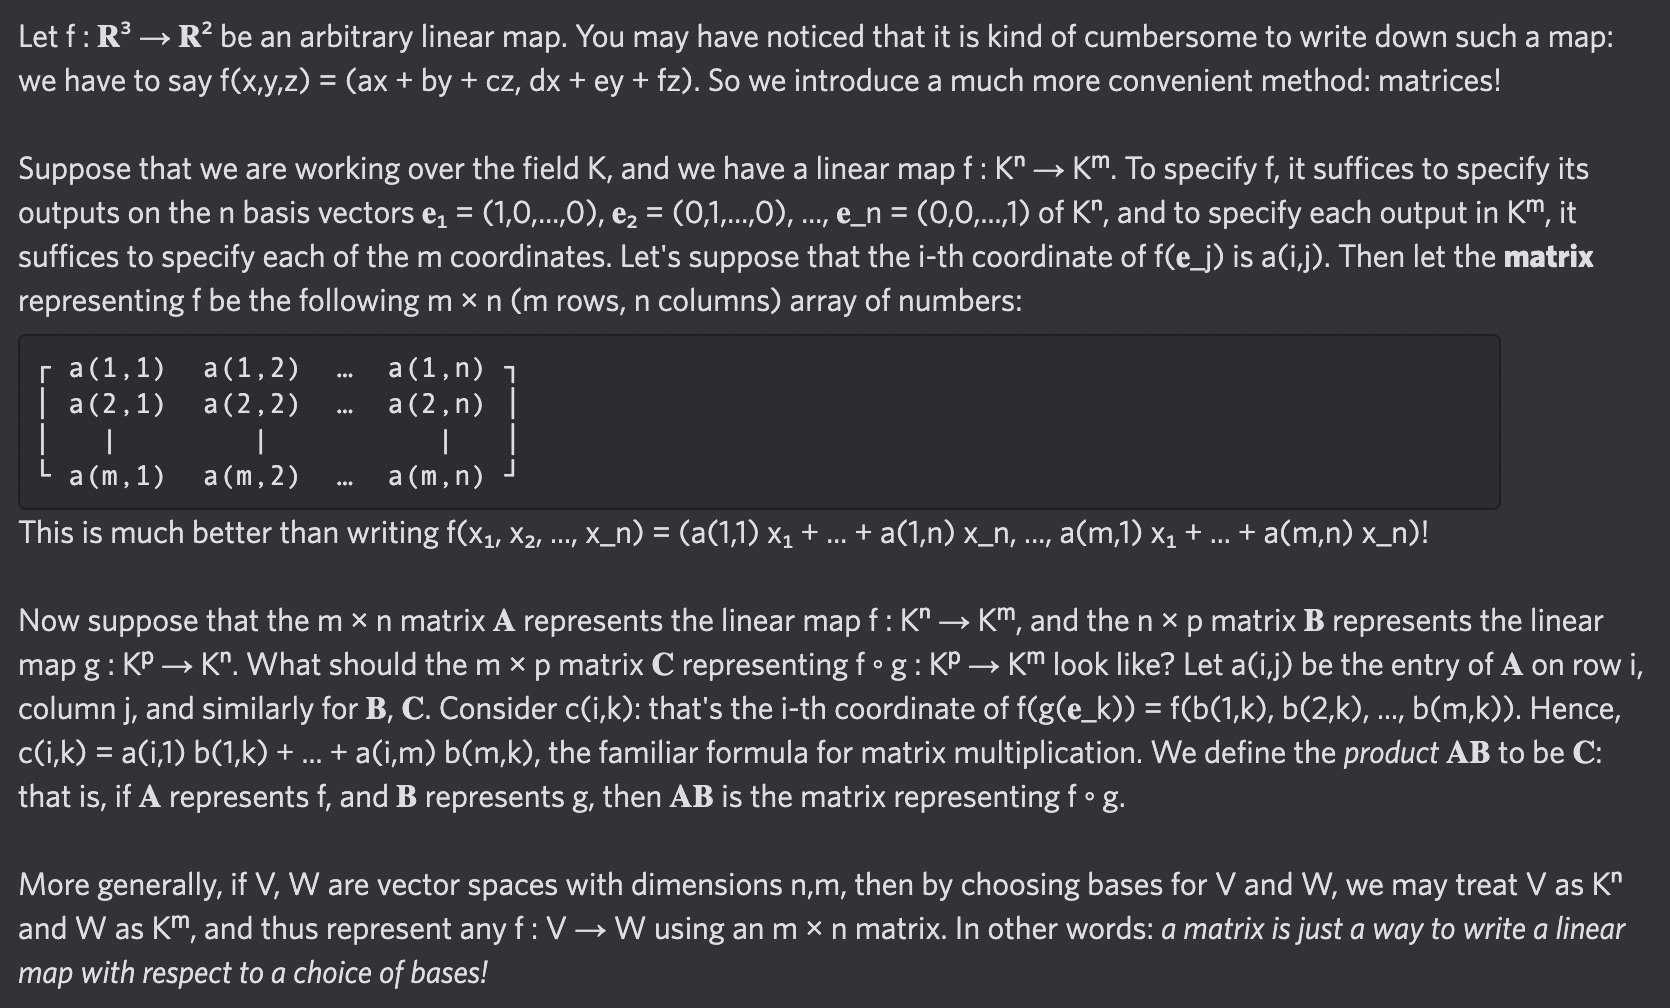 Let f : 𝐑³ → 𝐑² be an arbitrary linear map. You may have noticed that it is kind of cumbersome to write down such a map:
we have to say f(x,y,z) = (ax + by + cz, dx + ey + fz). So we introduce a much more convenient method: matrices!
Suppose that we are working over the field K, and we have a linear map f : Kⁿ → Kᵐ. To specify f, it suffices to specify its
outputs on the n basis vectors 𝐞₁ = (1,0,...,0), 𝐞₂ = (0,1,...,0), ..., 𝐞_n = (0,0,...,1) of Kⁿ, and to specify each output in Kᵐ, it
suffices to specify each of the m coordinates. Let's suppose that the i-th coordinate of f(𝐞_j) is a(i,j). Then let the matrix
representing f be the following m × n (m rows, n columns) array of numbers:
┌ a(1,1)  a(1,2)  …  a(1,n) ┐
│ a(2,1)  a(2,2)  …  a(2,n) │
│   |        |          |   │
└ a(m,1)  a(m,2)  …  a(m,n) ┘
This is much better than writing f(x₁, x₂, ..., x_n) = (a(1,1) x₁ + ... + a(1,n) x_n, ..., a(m,1) x₁ + ... + a(m,n) x_n)!
Now suppose that the m × n matrix 𝐀 represents the linear map f : Kⁿ → Kᵐ, and the n × p matrix 𝐁 represents the linear
map g : Kᵖ → Kⁿ. What should the m × p matrix 𝐂 representing f ∘ g : Kᵖ → Kᵐ look like? Let a(i,j) be the entry of 𝐀 on row i,
column j, and similarly for 𝐁, 𝐂. Consider c(i,k): that's the i-th coordinate of f(g(𝐞_k)) = f(b(1,k), b(2,k), ..., b(m,k)). Hence,
c(i,k) = a(i,1) b(1,k) + ... + a(i,m) b(m,k), the familiar formula for matrix multiplication. We define the product 𝐀𝐁 to be 𝐂:
that is, if 𝐀 represents f, and 𝐁 represents g, then 𝐀𝐁 is the matrix representing f ∘ g.
More generally, if V, W are vector spaces with dimensions n,m, then by choosing bases for V and W, we may treat V as Kⁿ
and W as Kᵐ, and thus represent any f : V → W using an m × n matrix. In other words: a matrix is just a way to write a linear
map with respect to a choice of bases!